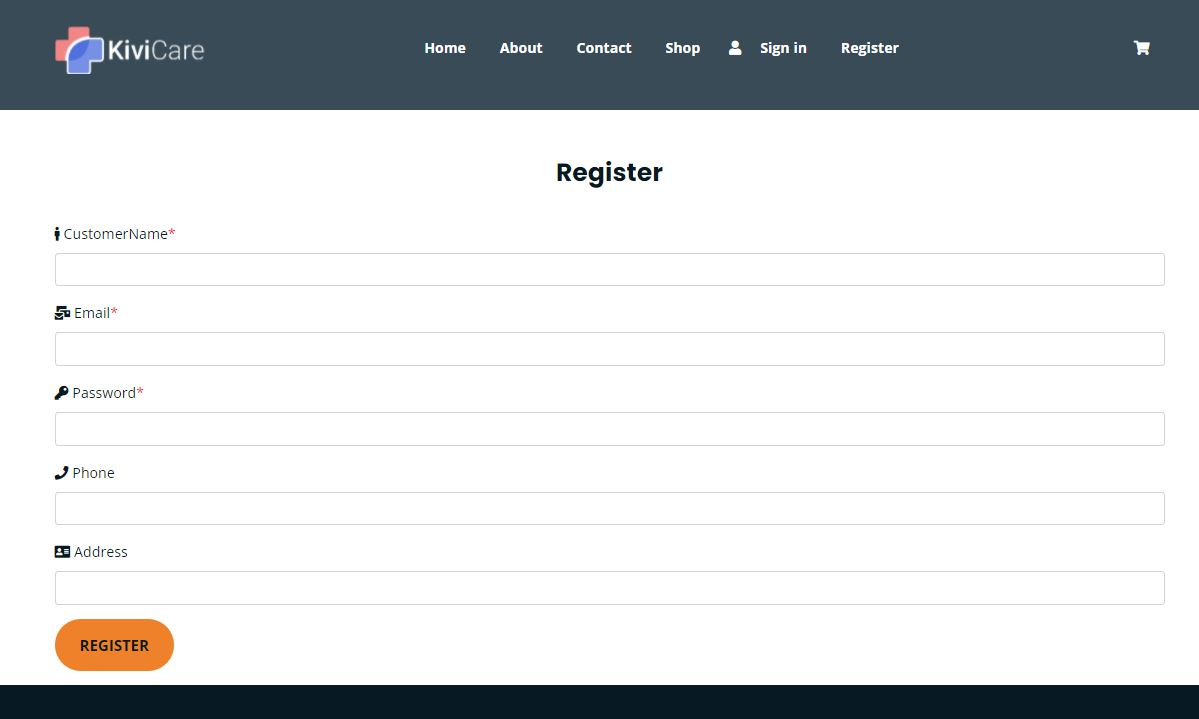 KiviCare Home About Contact Shop Sign in Register
Register
CustomerName*
Email*
Password*
Phone
Address
REGISTER